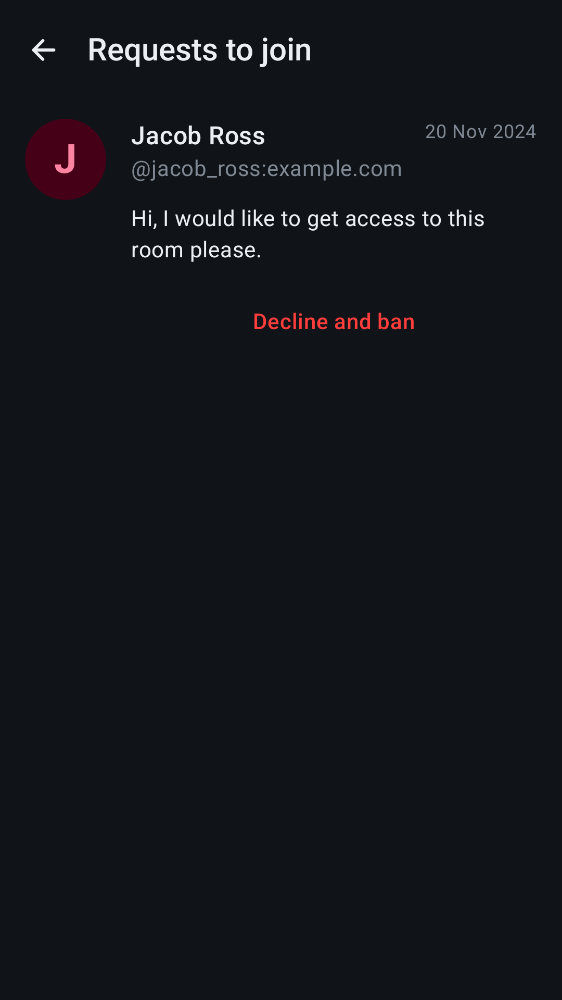 Requests to join
J
Jacob Ross
20 Nov 2024
@jacob_ross:example.com
Hi, I would like to get access to this
room please.
Decline and ban